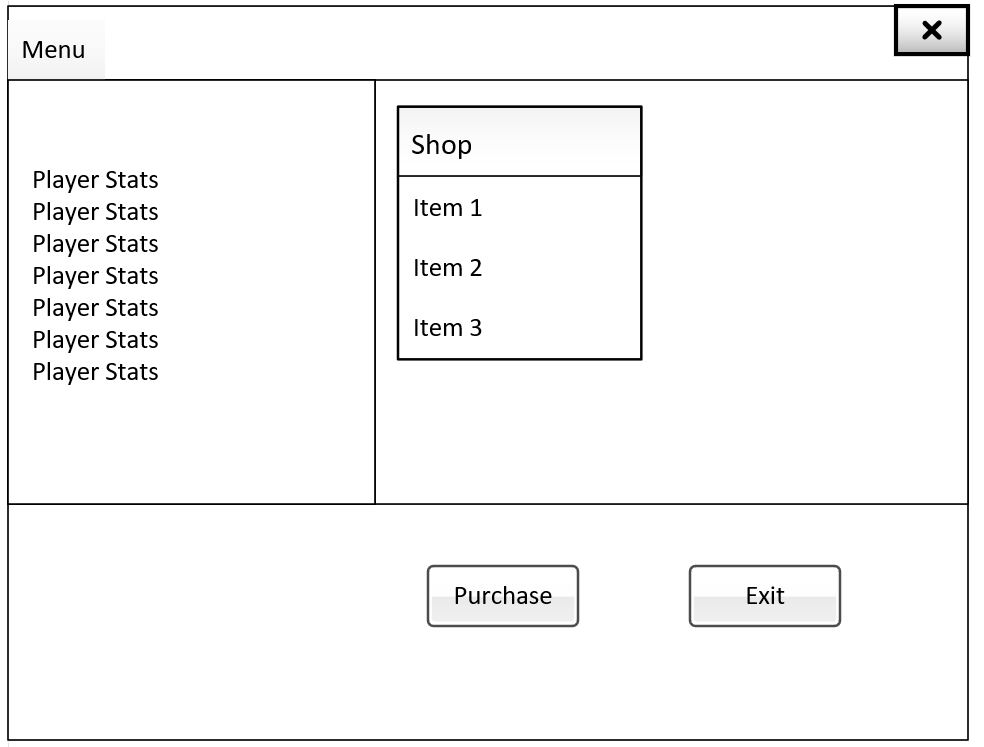 Menu
Player Stats
Player Stats
Player Stats
Player Stats
Player Stats
Player Stats
Player Stats
Shop
Item 1
Item 2
Item 3
Purchase
Exit